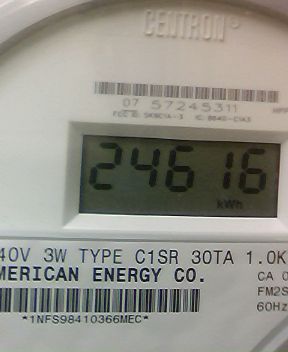 CENTRON®
07 57245311
24616
kWh
40V 3W TYPE C1SR 30TA 1.0K
MERICAN ENERGY CO.
CA 0
FM2S
60Hz
*1NFS98410366MEC*